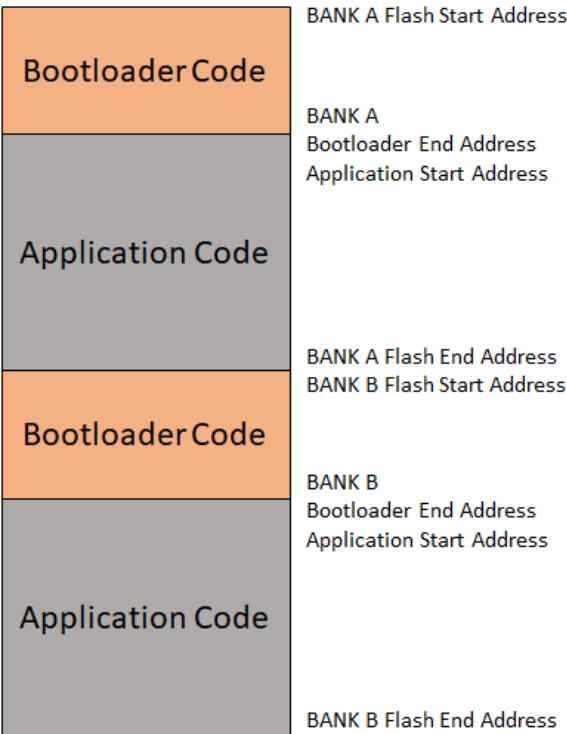 BANK A Flash Start Address
Bootloader Code
BANK A
Bootloader End Address
Application Start Address
Application Code
BANK A Flash End Address
BANK B Flash Start Address
Bootloader Code
BANK B
Bootloader End Address
Application Start Address
Application Code
BANK B Flash End Address